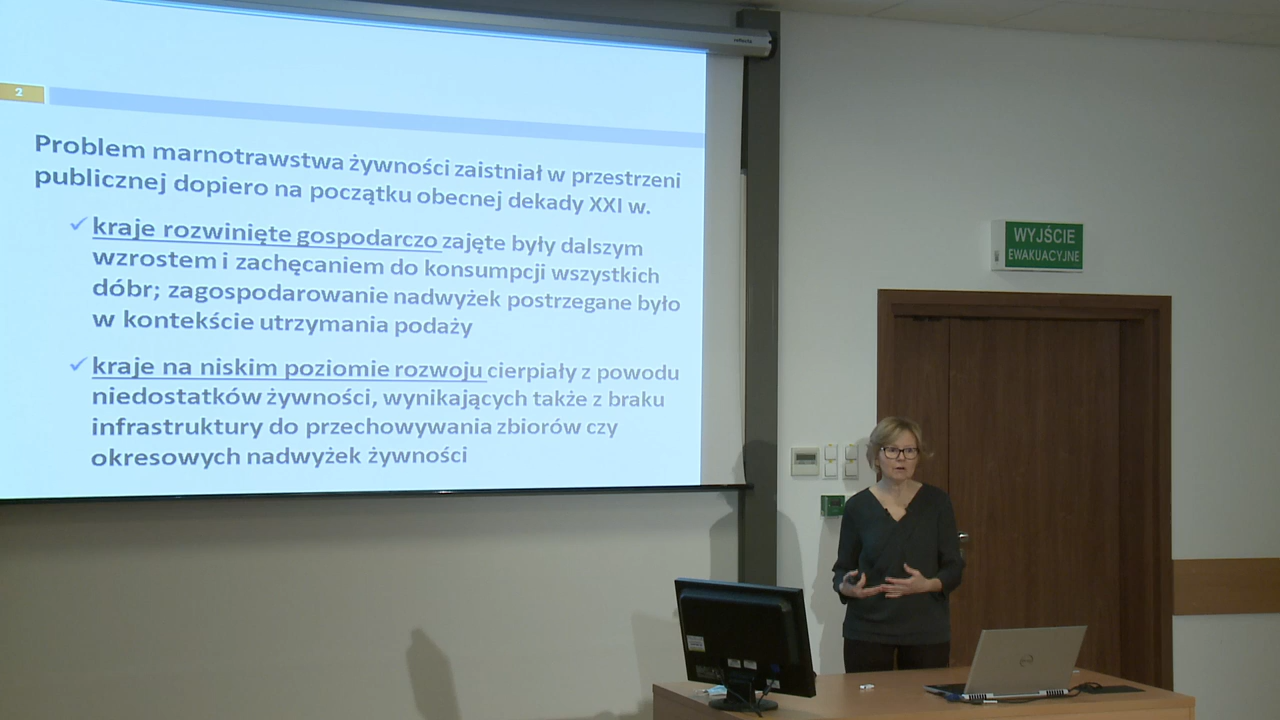 2
Problem marnotrawstwa żywności zaistniał w przestrzeni
publicznej dopiero na początku obecnej dekady XXI w.
✓ kraje rozwinięte gospodarczo zajęte były dalszym
wzrostem i zachęcaniem do konsumpcji wszystkich
dóbr; zagospodarowanie nadwyżek postrzegane było
w kontekście utrzymania podaży
✓ kraje na niskim poziomie rozwoju cierpiały z powodu
niedostatków żywności, wynikających także z braku
infrastruktury do przechowywania zbiorów czy
okresowych nadwyżek żywności
WYJŚCIE
EWAKUACYJNE